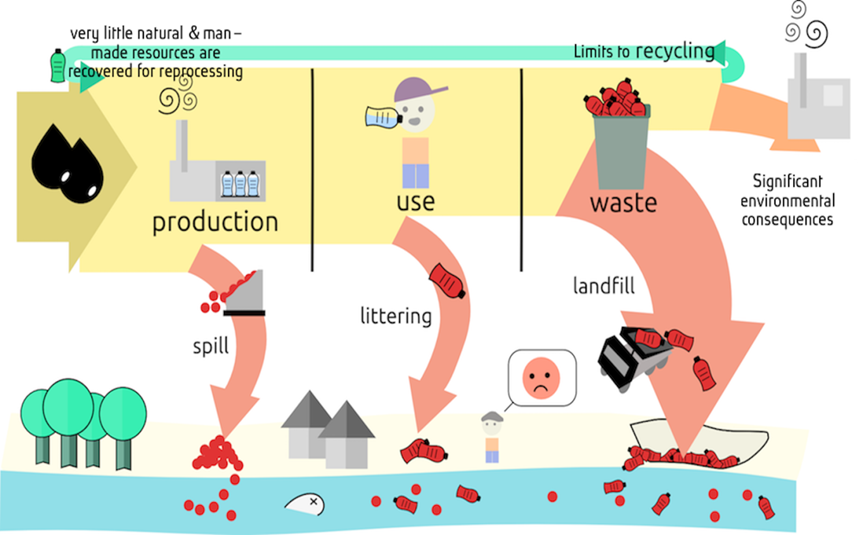 very little natural & man–
made resources are
recovered for reprocessing
Limits to recycling
production
use
waste
Significant
environmental
consequences
landfill
littering
spill